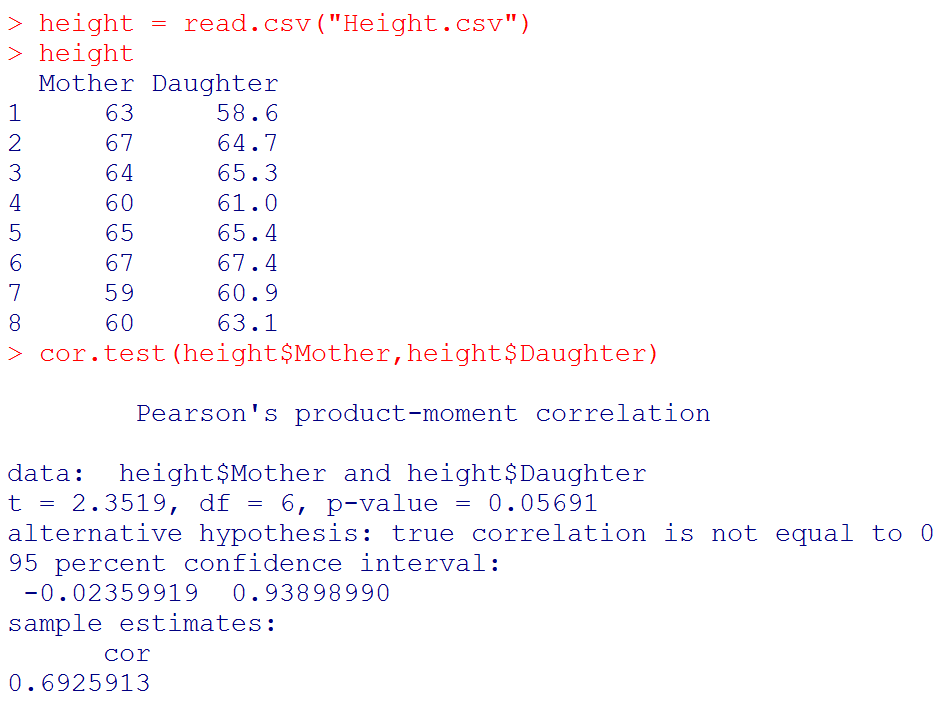 > height = read.csv("Height.csv")
> height
  Mother Daughter
1     63     58.6
2     67     64.7
3     64     65.3
4     60     61.0
5     65     65.4
6     67     67.4
7     59     60.9
8     60     63.1
> cor.test(height$Mother,height$Daughter)
        Pearson's product-moment correlation
data:  height$Mother and height$Daughter
t = 2.3519, df = 6, p-value = 0.05691
alternative hypothesis: true correlation is not equal to 0
95 percent confidence interval:
 -0.02359919  0.93898990
sample estimates:
      cor
0.6925913